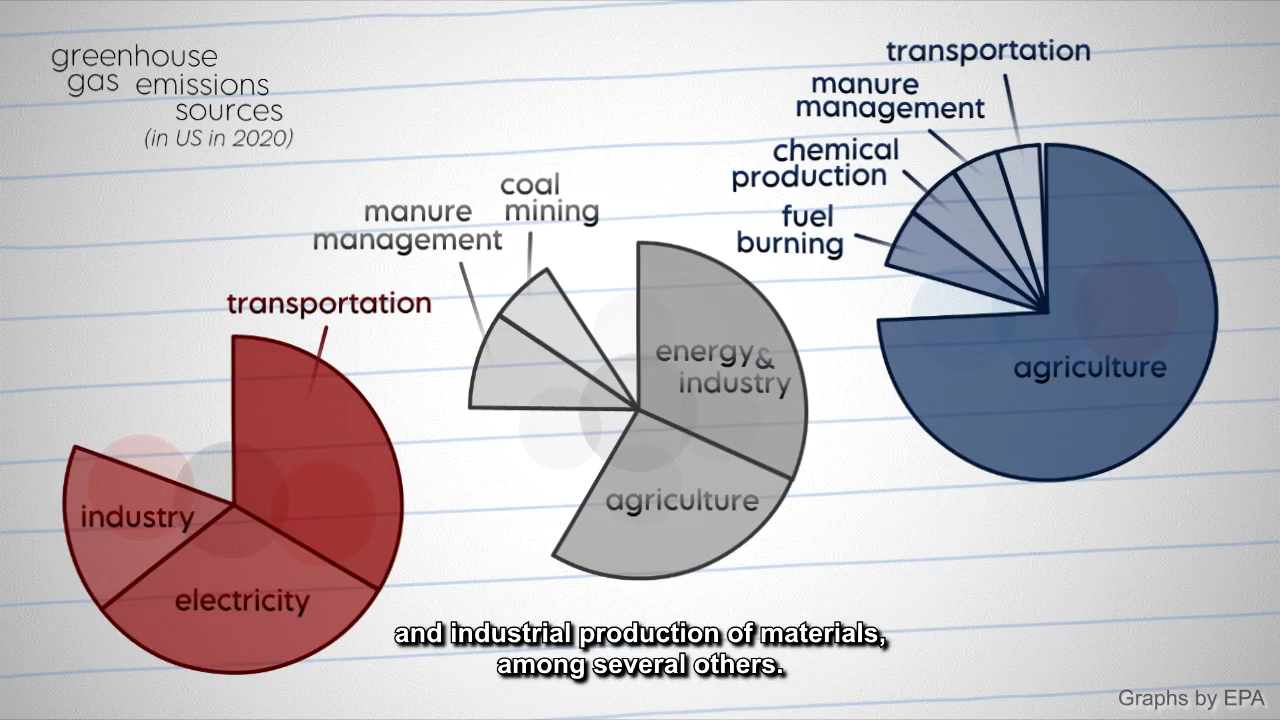 greenhouse
gas emissions
sources
(in US in 2020)
transportation
industry
electricity
coal
mining
manure
management
energy&
industry
agriculture
transportation
manure
management
chemical
production
fuel
burning
agriculture
and industrial production of materials,
among several others.
Graphs by EPA